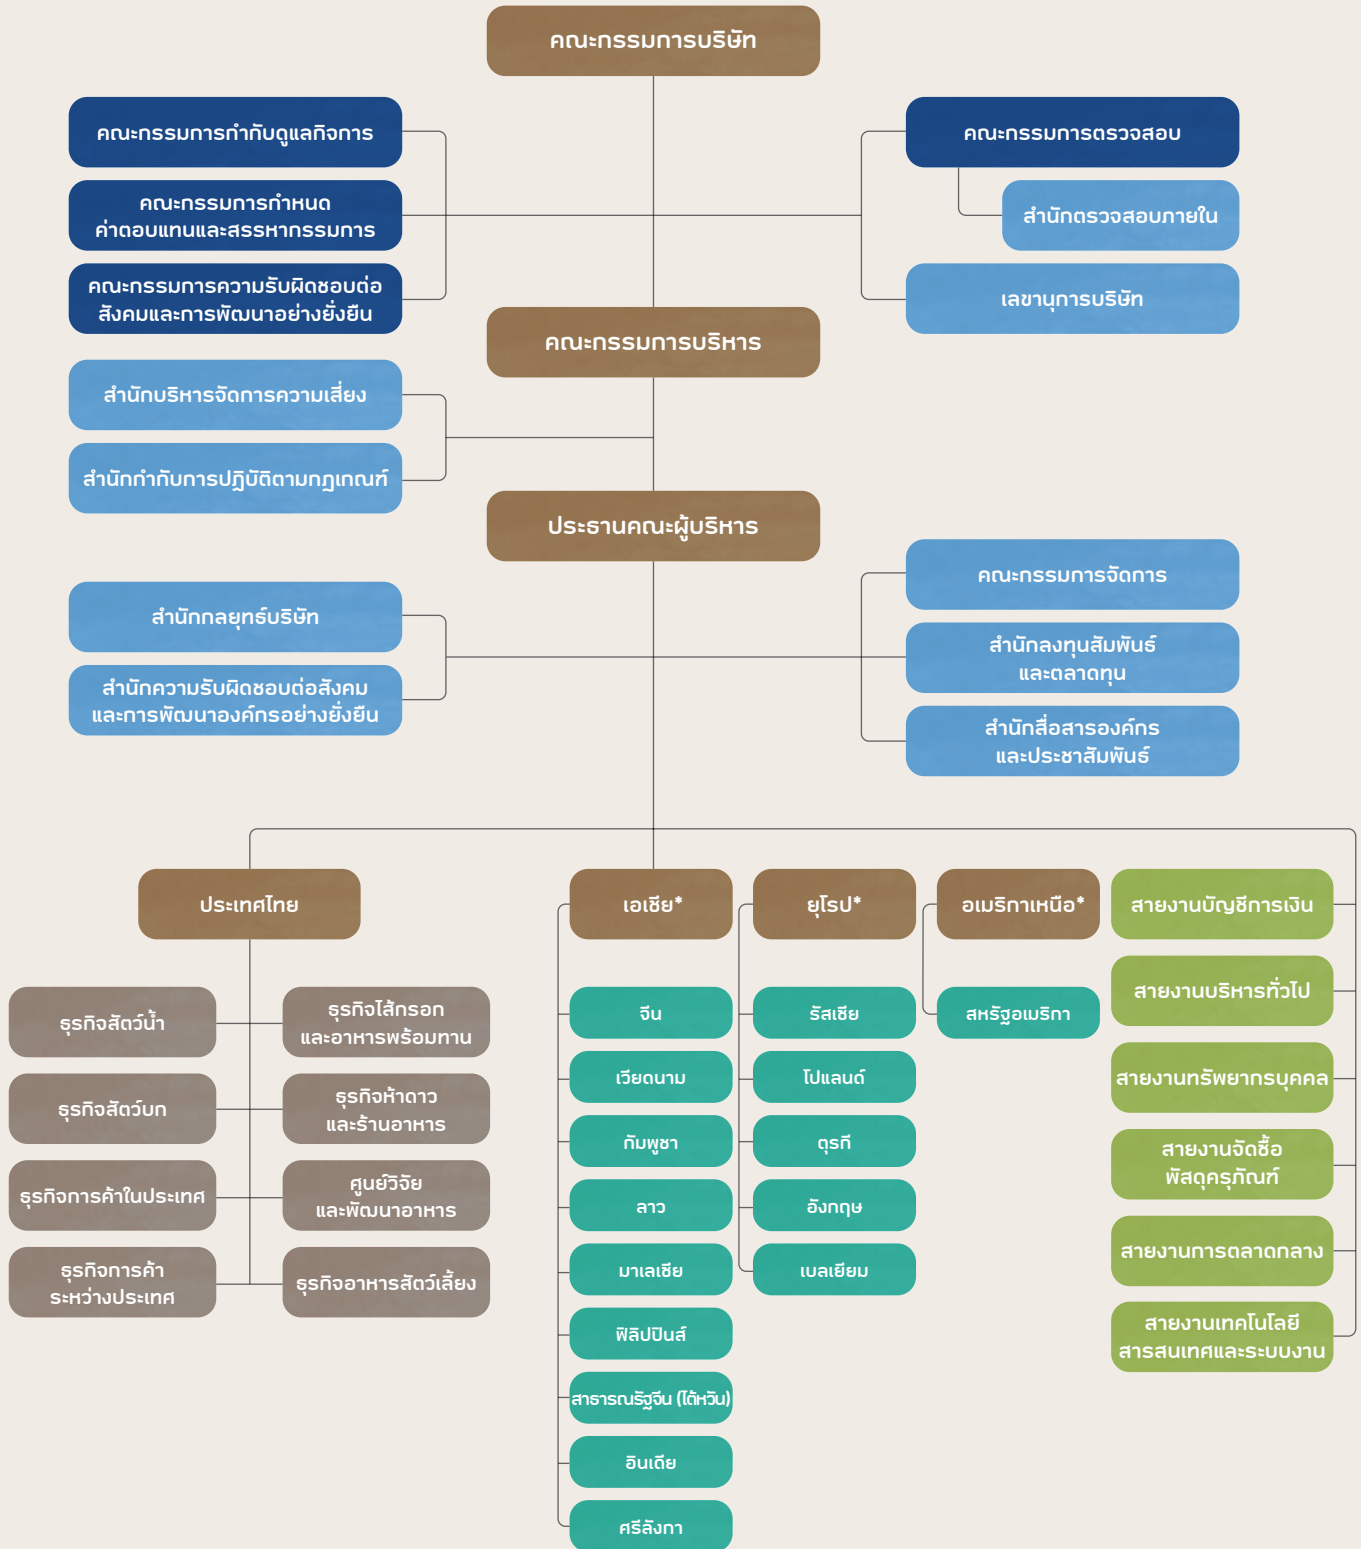 คณะกรรมการบริษัท
คณะกรรมการกำกับดูแลกิจการ
คณะกรรมการกำหนด
ค่าตอบแทนและสรรหากรรมการ
คณะกรรมการความรับผิดชอบต่อ
สังคมและการพัฒนาอย่างยั่งยืน
คณะกรรมการตรวจสอบ
สำนักตรวจสอบภายใน
เลขานุการบริษัท
คณะกรรมการบริหาร
สำนักบริหารจัดการความเสี่ยง
สำนักกำกับการปฏิบัติตามกฎเกณฑ์
ประธานคณะผู้บริหาร
สำนักกลยุทธ์บริษัท
สำนักความรับผิดชอบต่อสังคม
และการพัฒนาองค์กรอย่างยั่งยืน
คณะกรรมการจัดการ
สำนักลงทุนสัมพันธ์
และตลาดทุน
สำนักสื่อสารองค์กร
และประชาสัมพันธ์
ประเทศไทย
ธุรกิจสัตว์น้ำ
ธุรกิจไส้กรอก
และอาหารพร้อมทาน
ธุรกิจสัตว์บก
ธุรกิจห้าดาว
และร้านอาหาร
ธุรกิจการค้าในประเทศ
ศูนย์วิจัย
และพัฒนาอาหาร
ธุรกิจการค้า
ระหว่างประเทศ
ธุรกิจอาหารสัตว์เลี้ยง
เอเชีย*
จีน
เวียดนาม
กัมพูชา
ลาว
มาเลเซีย
ฟิลิปปินส์
สาธารณรัฐจีน (ไต้หวัน)
อินเดีย
ศรีลังกา
ยุโรป*
รัสเซีย
โปแลนด์
ตุรกี
อังกฤษ
เบลเยียม
อเมริกาเหนือ*
สหรัฐอเมริกา
สายงานบัญชีการเงิน
สายงานบริหารทั่วไป
สายงานทรัพยากรบุคคล
สายงานจัดซื้อ
พัสดุครุภัณฑ์
สายงานการตลาดกลาง
สายงานเทคโนโลยี
สารสนเทศและระบบงาน